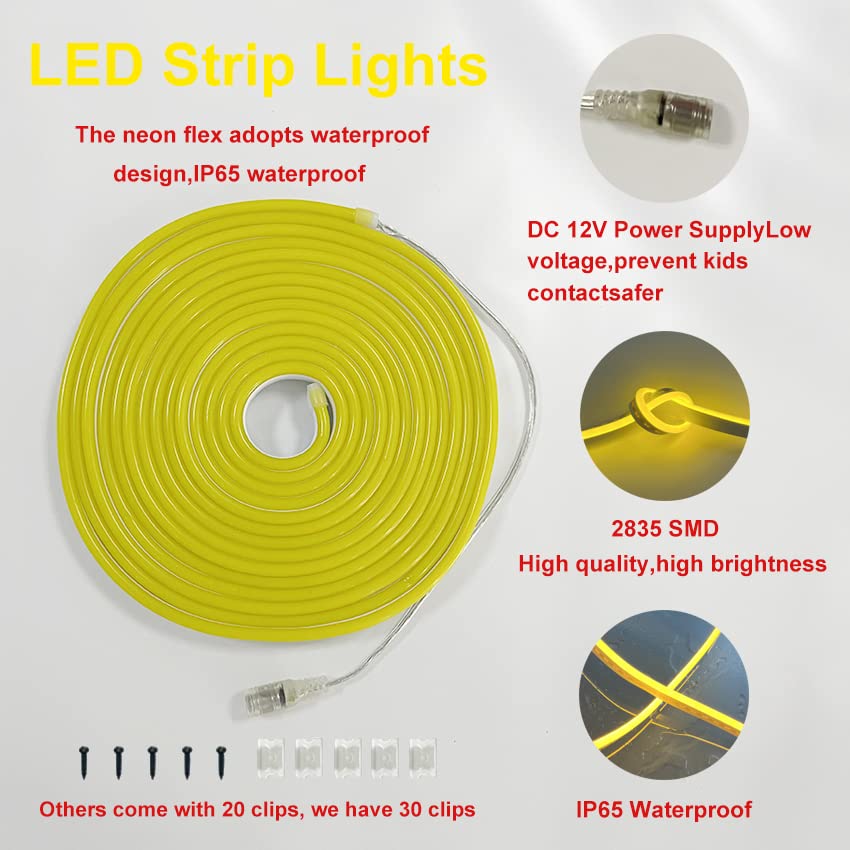 LED Strip Lights
The neon flex adopts waterproof
design,IP65 waterproof
DC 12V Power SupplyLow
voltage,prevent kids
contactsafer
2835 SMD
High quality,high brightness
IP65 Waterproof
Others come with 20 clips, we have 30 clips